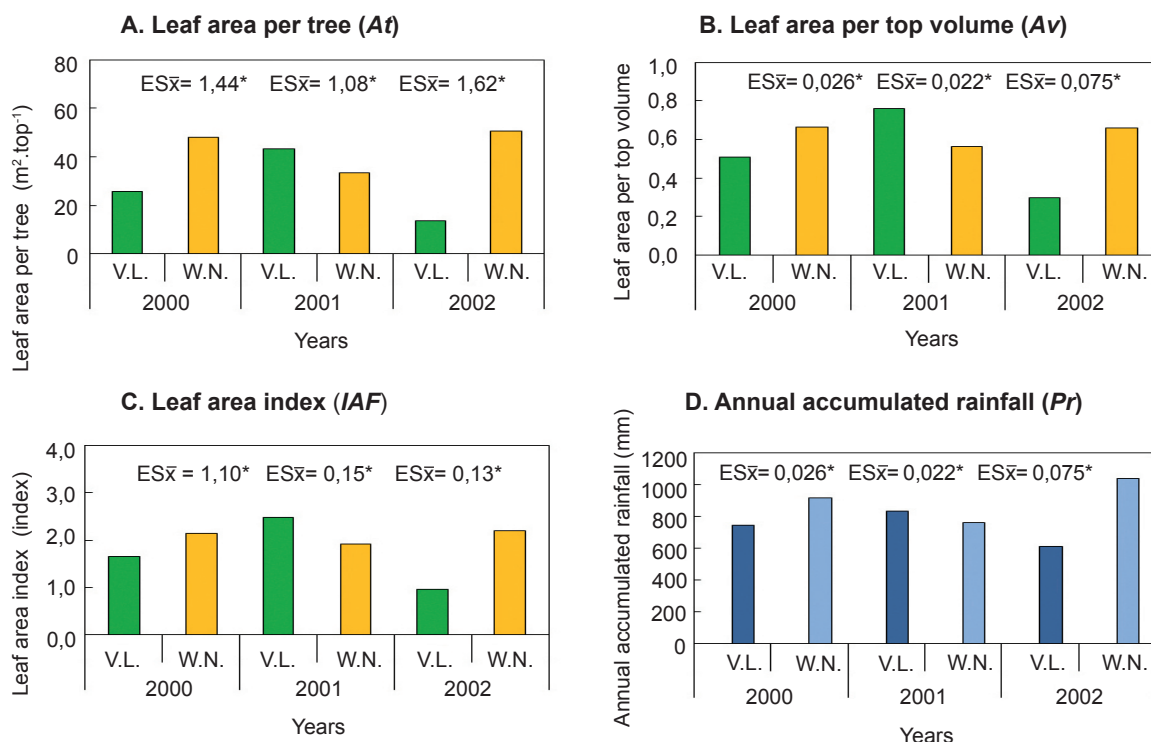 A. Leaf area per tree (At)
Leaf area per tree (m².top⁻¹)
80
60
40
20
0
ESx̄= 1,44* ESx̄= 1,08* ESx̄= 1,62*
V.L. W.N. V.L. W.N. V.L. W.N.
2000 2001 2002
Years
B. Leaf area per top volume (Av)
Leaf area per top volume
1,0
0,8
0,6
0,4
0,2
0,0
ESx̄= 0,026* ESx̄= 0,022* ESx̄= 0,075*
V.L. W.N. V.L. W.N. V.L. W.N.
2000 2001 2002
Years
C. Leaf area index (IAF)
Leaf area index (index)
4,0
3,0
2,0
1,0
0,0
ESx̄ = 1,10* ESx̄= 0,15* ESx̄= 0,13*
V.L. W.N. V.L. W.N. V.L. W.N.
2000 2001 2002
Years
D. Annual accumulated rainfall (Pr)
Annual accumulated rainfall (mm)
1200
1000
800
600
400
200
0
ESx̄= 0,026* ESx̄= 0,022* ESx̄= 0,075*
V.L. W.N. V.L. W.N. V.L. W.N.
2000 2001 2002
Years